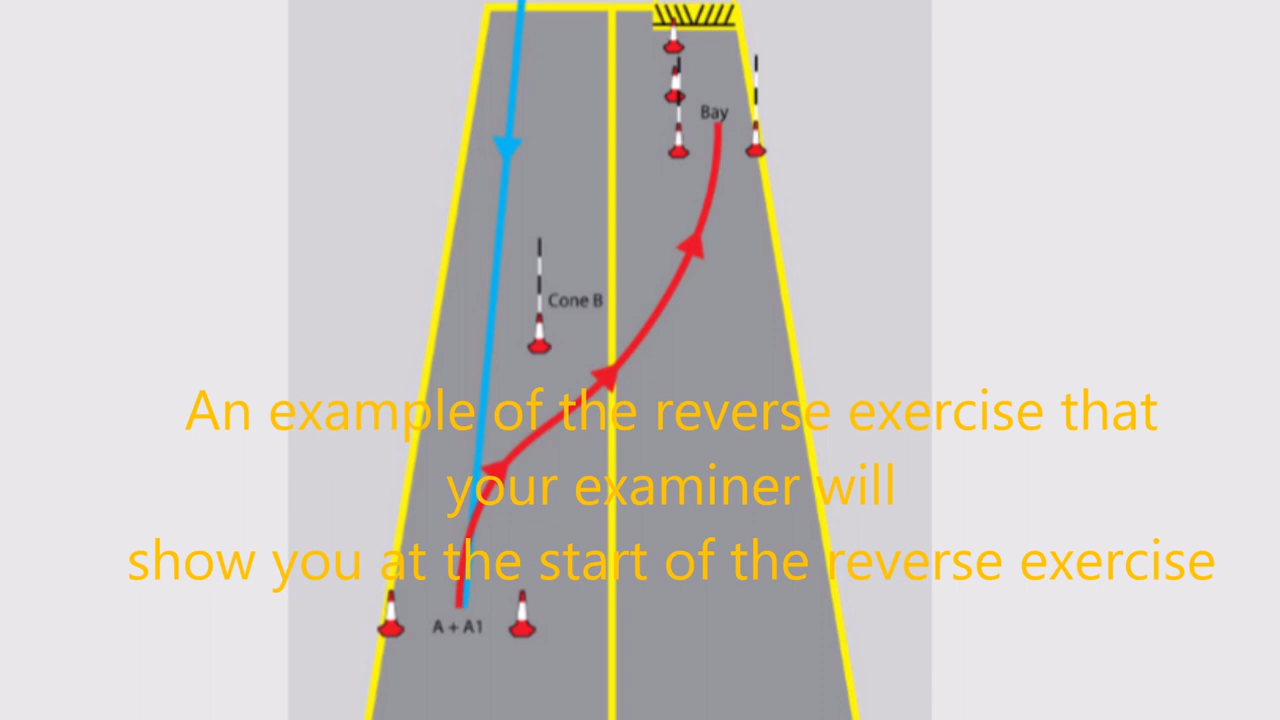 Bay
Cone B
An example of the reverse exercise that
your examiner will
show you at the start of the reverse exercise
A + A1